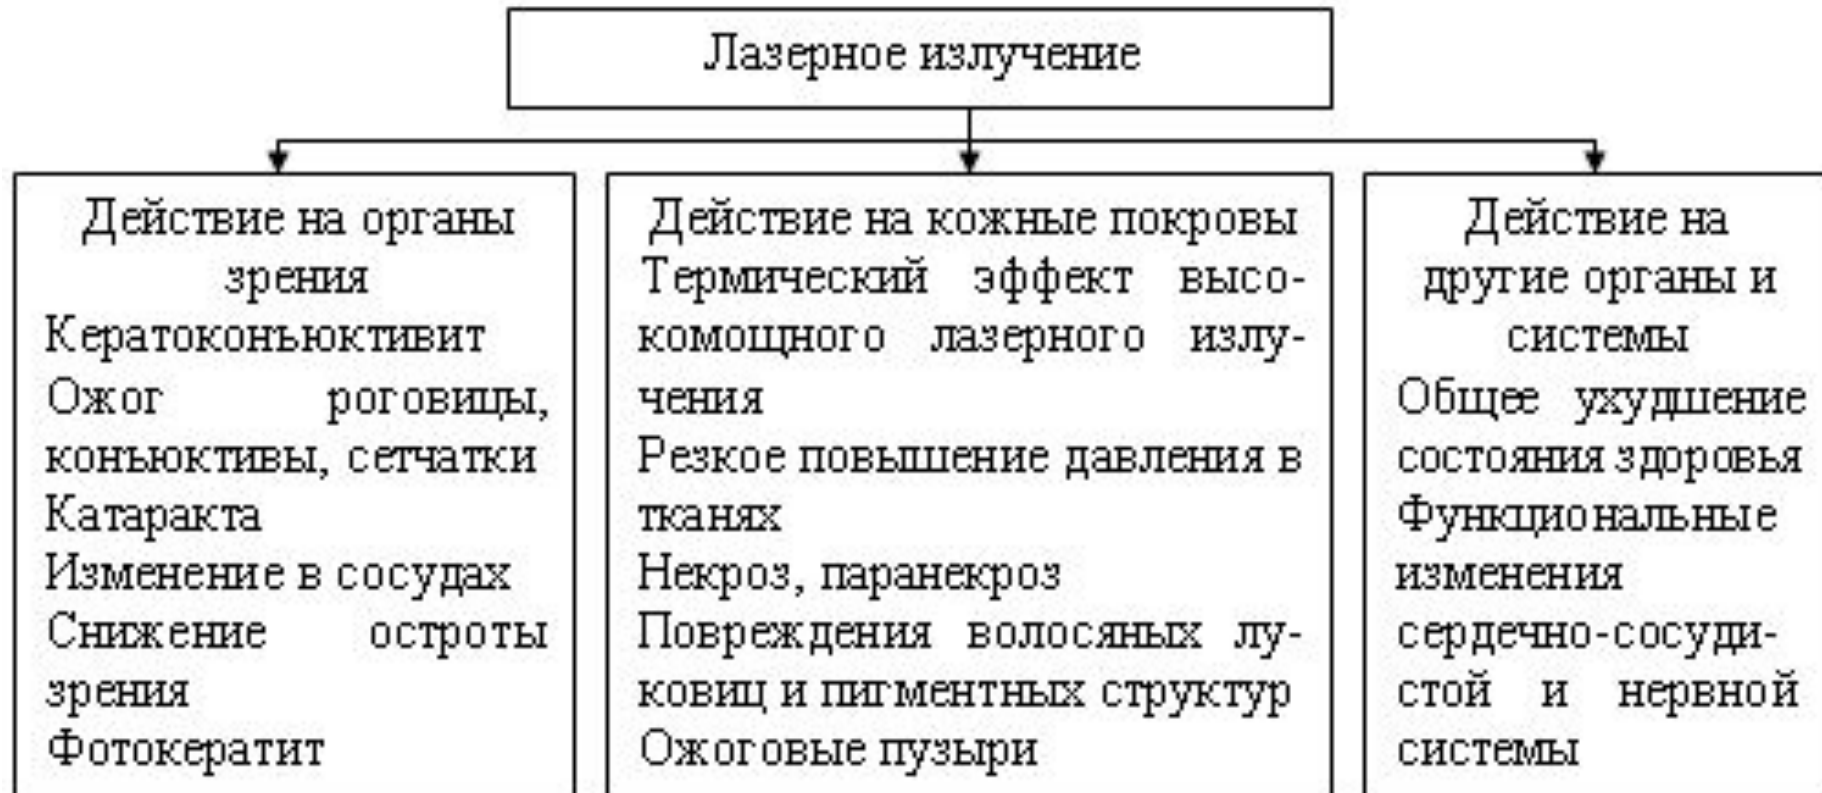 Лазерное излучение
Действие на органы
зрения
Кератоконьюктивит
Ожог роговицы,
коньюктивы, сетчатки
Катаракта
Изменение в сосудах
Снижение остроты
зрения
Фотокератит
Действие на кожные покровы
Термический эффект высо-
комощного лазерного излу-
чения
Резкое повышение давления в
тканях
Некроз, паранекроз
Повреждения волосяных лу-
ковиц и пигментных структур
Ожоговые пузыри
Действие на
другие органы и
системы
Общее ухудшение
состояния здоровья
Функциональные
изменения
сердечно-сосуди-
стой и нервной
системы